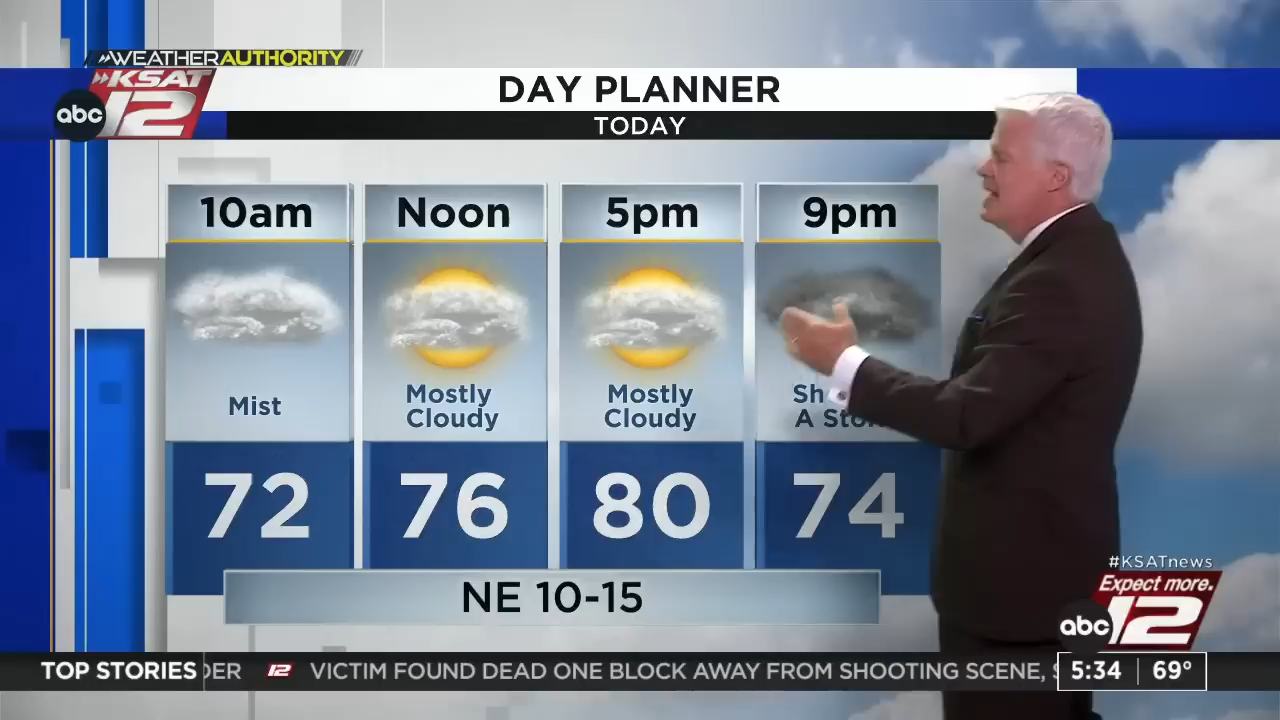 WEATHERAUTHORITY
KSAT
abc 12
DAY PLANNER
TODAY
10am
Noon
5pm
9pm
Mist
Mostly
Cloudy
Mostly
Cloudy
A
72
76
80
74
NE 10-15
#KSATnews
Expect more.
abc 12
TOP STORIES
12 VICTIM FOUND DEAD ONE BLOCK AWAY FROM SHOOTING SCENE,
5:34 69°